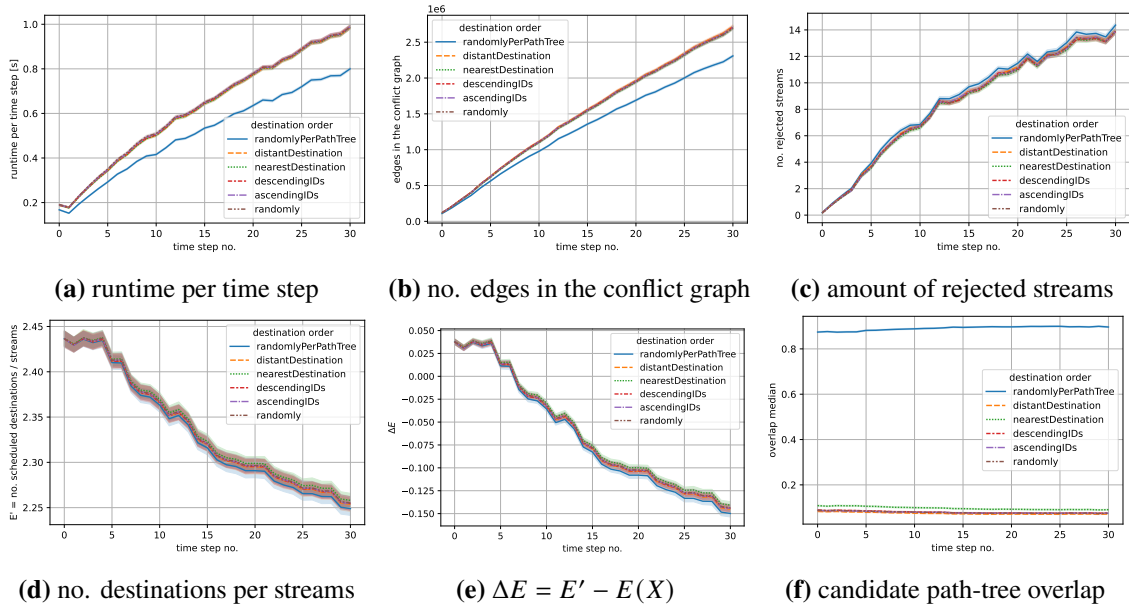 1.0
0.8
0.6
0.4
0.2
runtime per time step [s]
0 5 10 15 20 25 30
time step no.
destination order
randomlyPerPathTree
distantDestination
nearestDestination
descendingIDs
ascendingIDs
randomly
(a) runtime per time step
1e6
2.5
2.0
1.5
1.0
0.5
0.0
edges in the conflict graph
0 5 10 15 20 25 30
time step no.
destination order
randomlyPerPathTree
distantDestination
nearestDestination
descendingIDs
ascendingIDs
randomly
(b) no. edges in the conflict graph
14
12
10
8
6
4
2
0
no. rejected streams
0 5 10 15 20 25 30
time step no.
destination order
randomlyPerPathTree
distantDestination
nearestDestination
descendingIDs
ascendingIDs
randomly
(c) amount of rejected streams
2.45
2.40
2.35
2.30
2.25
E' = no. scheduled destinations / streams
0 5 10 15 20 25 30
time step no.
destination order
randomlyPerPathTree
distantDestination
nearestDestination
descendingIDs
ascendingIDs
randomly
(d) no. destinations per streams
0.050
0.025
0.000
−0.025
−0.050
−0.075
−0.100
−0.125
−0.150
ΔE
0 5 10 15 20 25 30
time step no.
destination order
randomlyPerPathTree
distantDestination
nearestDestination
descendingIDs
ascendingIDs
randomly
(e) ΔE = E′ − E(X)
0.8
0.6
0.4
0.2
overlap median
0 5 10 15 20 25 30
time step no.
destination order
randomlyPerPathTree
distantDestination
nearestDestination
descendingIDs
ascendingIDs
randomly
(f) candidate path-tree overlap